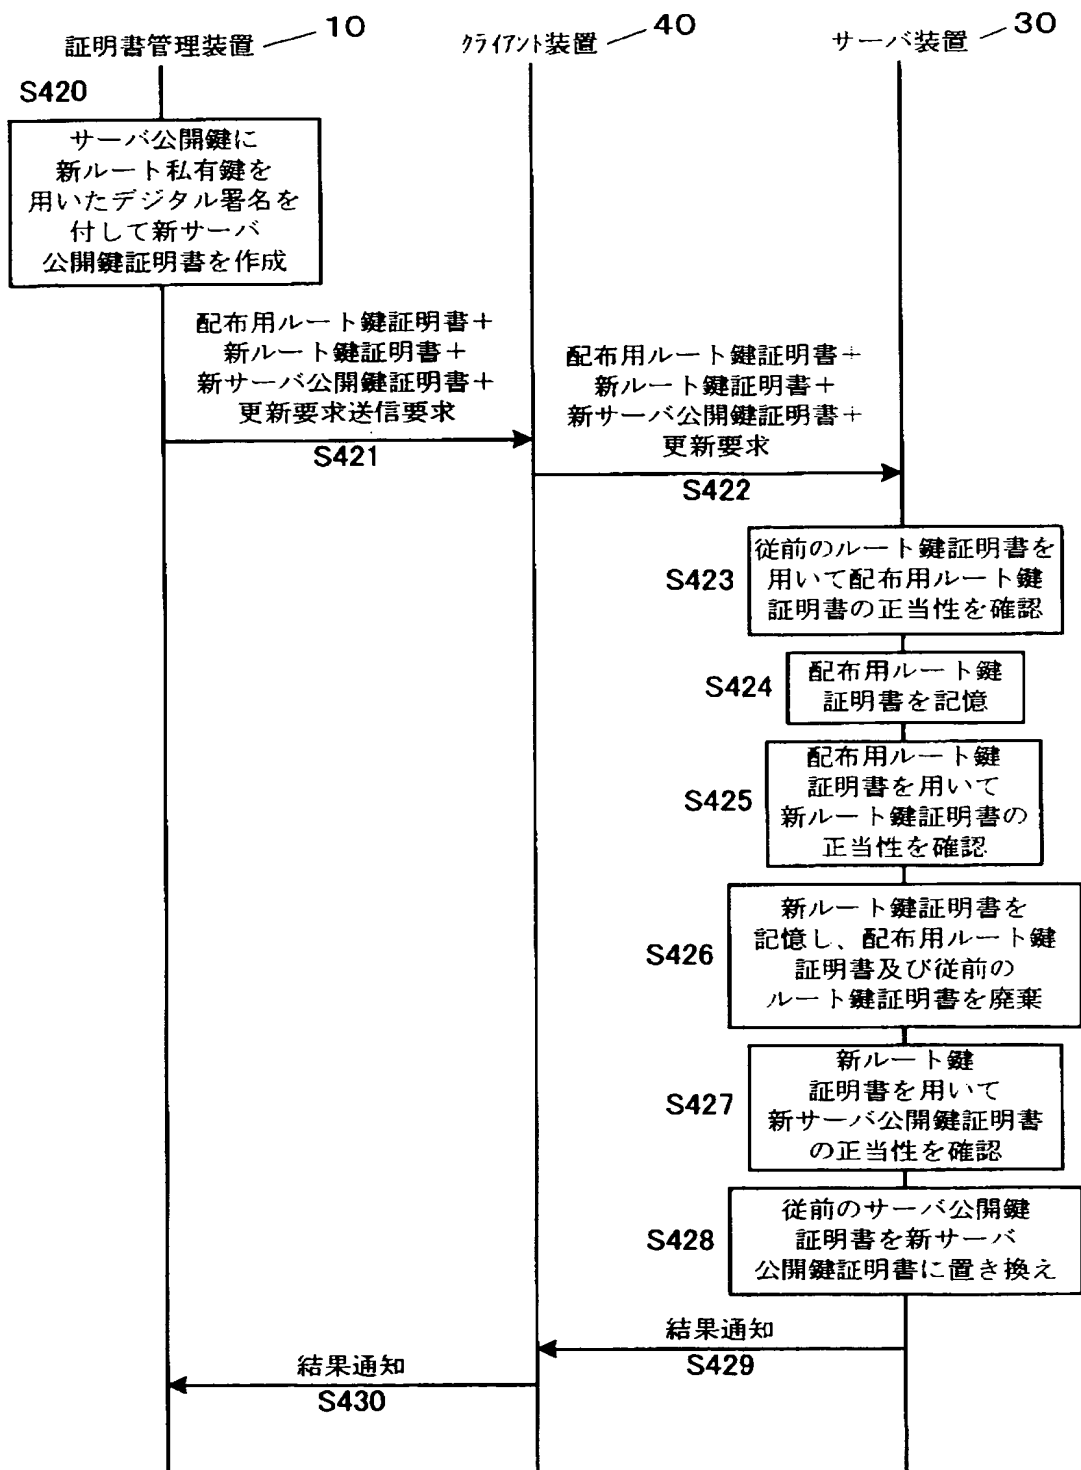 証明書管理装置 10
クライアント装置 40
サーバ装置 30
S420
サーバ公開鍵に
新ルート私有鍵を
用いたデジタル署名を
付して新サーバ
公開鍵証明書を作成
配布用ルート鍵証明書＋
新ルート鍵証明書＋
新サーバ公開鍵証明書＋
更新要求送信要求
S421
配布用ルート鍵証明書＋
新ルート鍵証明書＋
新サーバ公開鍵証明書＋
更新要求
S422
S423
従前のルート鍵証明書を
用いて配布用ルート鍵
証明書の正当性を確認
S424
配布用ルート鍵
証明書を記憶
S425
配布用ルート鍵
証明書を用いて
新ルート鍵証明書の
正当性を確認
S426
新ルート鍵証明書を
記憶し、配布用ルート鍵
証明書及び従前の
ルート鍵証明書を廃棄
S427
新ルート鍵
証明書を用いて
新サーバ公開鍵証明書
の正当性を確認
S428
従前のサーバ公開鍵
証明書を新サーバ
公開鍵証明書に置き換え
結果通知
S429
結果通知
S430